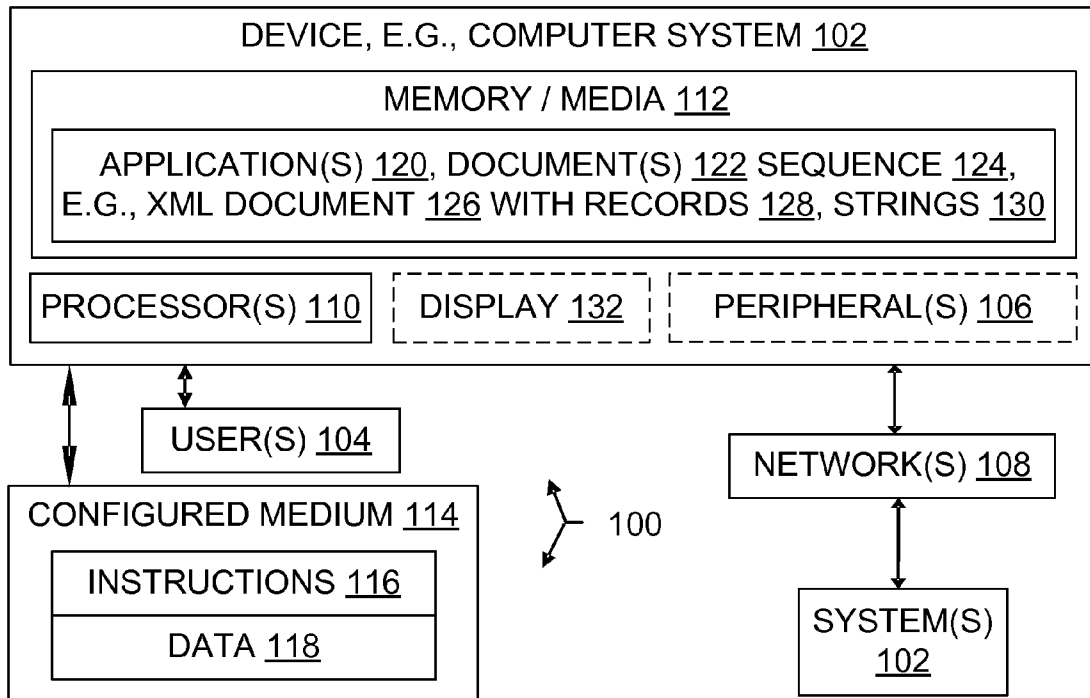 DEVICE, E.G., COMPUTER SYSTEM 102
MEMORY / MEDIA 112
APPLICATION(S) 120, DOCUMENT(S) 122 SEQUENCE 124,
E.G., XML DOCUMENT 126 WITH RECORDS 128, STRINGS 130
PROCESSOR(S) 110
DISPLAY 132
PERIPHERAL(S) 106
USER(S) 104
NETWORK(S) 108
CONFIGURED MEDIUM 114
100
INSTRUCTIONS 116
DATA 118
SYSTEM(S)
102